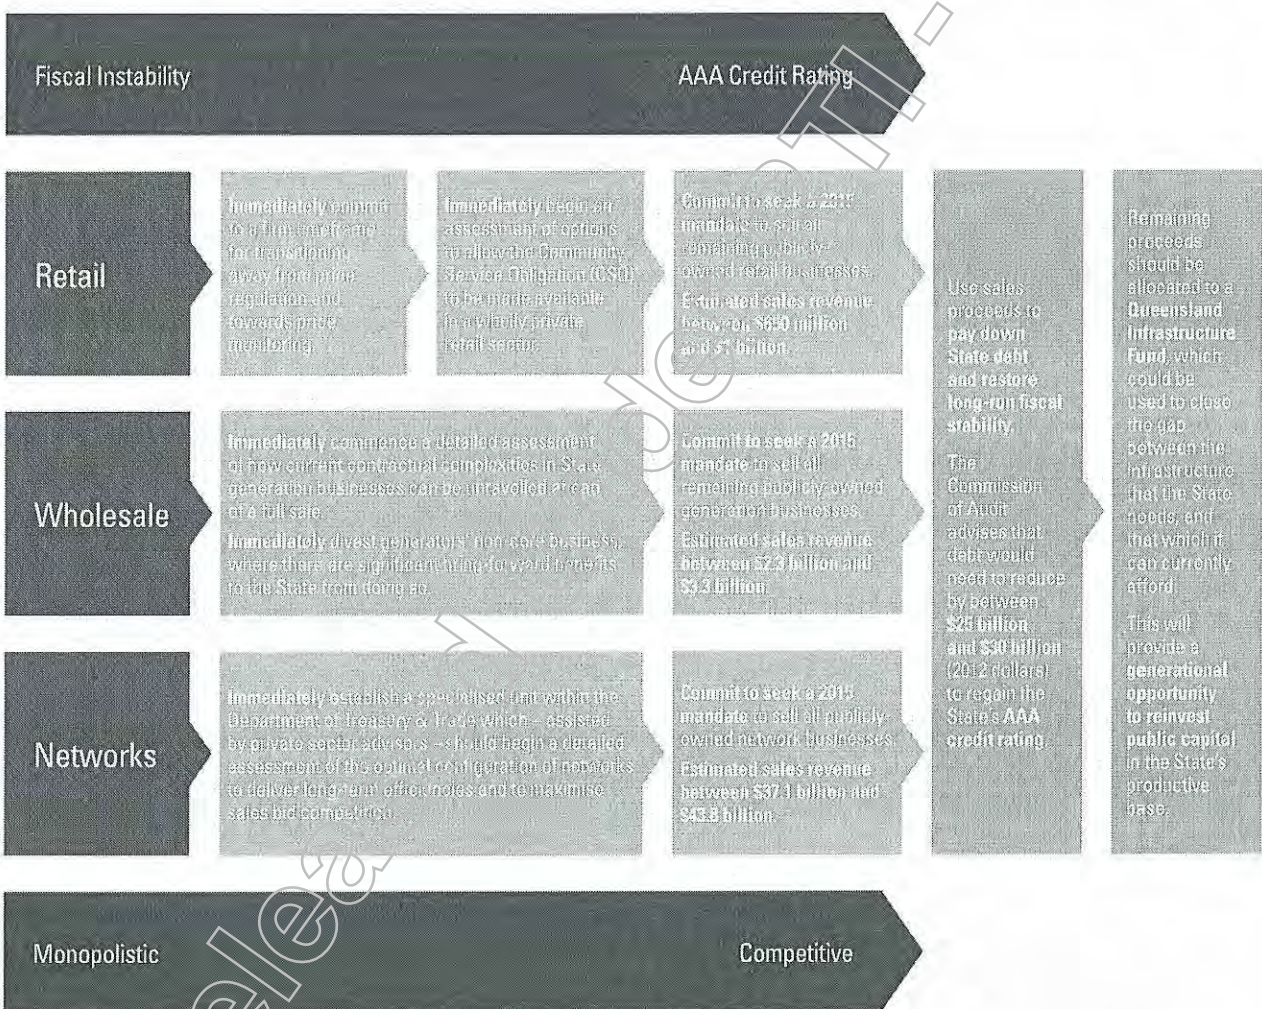 Fiscal Instability
AAA Credit Rating
Retail
Immediately commit
to a firm timeframe
for transitioning
away from price
regulation and
towards price
monitoring.
Immediately begin an
assessment of options
to allow the Community
Service Obligation (CSO)
to be made available
in a wholly private
retail sector.
Commit to seek a 2015
mandate to sell all
remaining publicly-
owned retail businesses.
Estimated sales revenue
between $650 million
and $1 billion.
Wholesale
Immediately commence a detailed assessment
of how current contractual complexities in State
generation businesses can be unravelled
of a full sale.
Immediately divest generators' non-core business,
where there are significant bring-forward benefits
to the State from doing so.
Commit to seek a 2015
mandate to sell all
remaining publicly-owned
generation businesses.
Estimated sales revenue
between $2.3 billion and
$3.3 billion.
Networks
Immediately establish a specialised unit within the
Department of Treasury & Trade which – assisted
by private sector advisers – should begin a detailed
assessment of the optimal configuration of networks
to deliver long-term efficiencies and to maximise
sales bid competition.
Commit to seek a 2015
mandate to sell all publicly-
owned network businesses.
Estimated sales revenue
between $37.1 billion and
$43.8 billion.
Use sales
proceeds to
pay down
State debt
and restore
long-run fiscal
stability.
The
Commission
of Audit
advises that
debt would
need to reduce
by between
$25 billion
and $30 billion
(2012 dollars)
to regain the
State's AAA
credit rating.
Remaining
proceeds
should be
allocated to a
Queensland
Infrastructure
Fund, which
could be
used to close
the gap
between the
infrastructure
that the State
needs, and
that which it
can currently
afford.
This will
provide a
generational
opportunity
to reinvest
public capital
in the State's
productive
base.
Monopolistic
Competitive